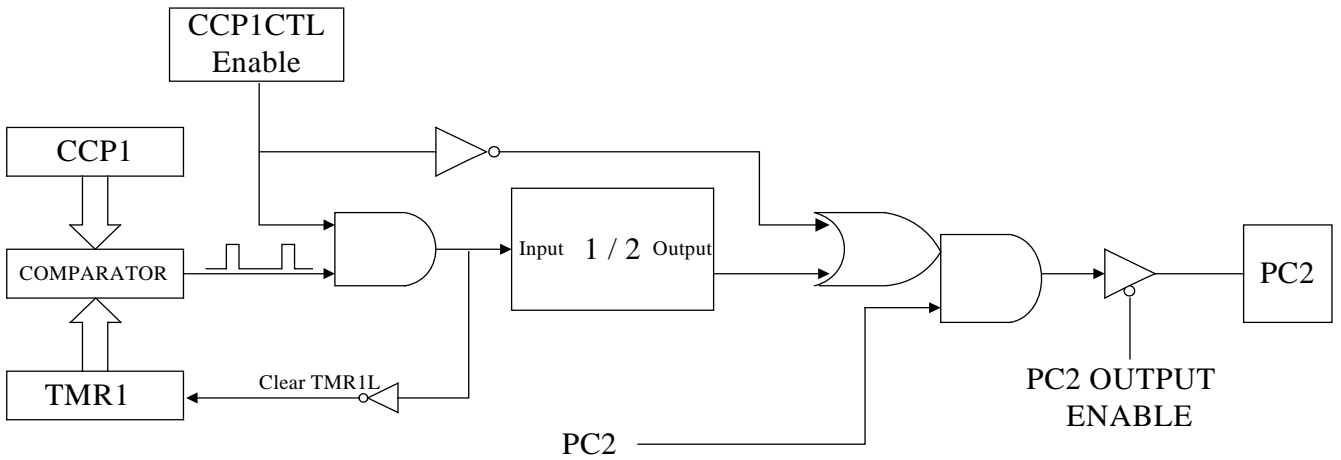 CCP1CTL
Enable
CCP1
COMPARATOR
Input 1 / 2 Output
PC2
TMR1
Clear TMR1L
PC2 OUTPUT
ENABLE
PC2